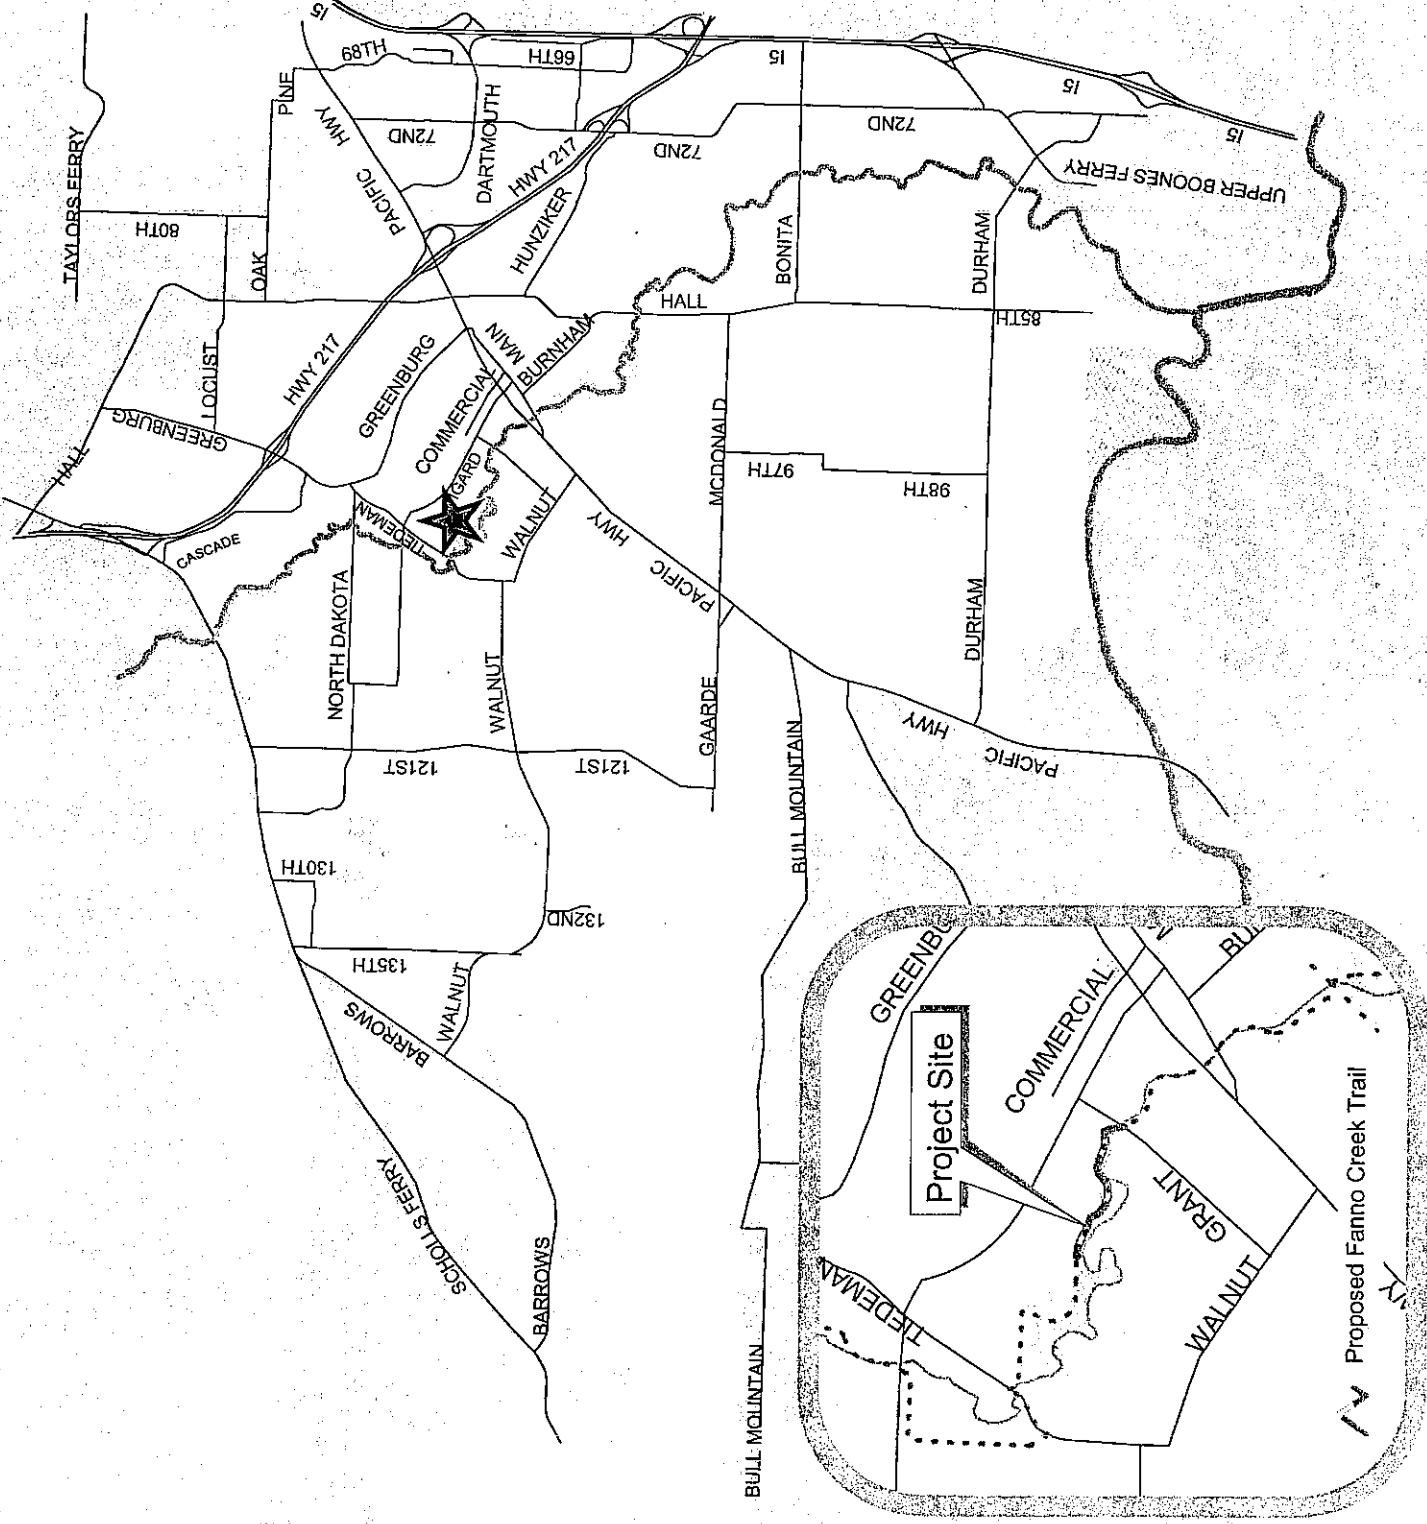 I5
TAYLORS FERRY
PINE
HWY
PACIFIC
89TH
66TH
I5
I5
I5
72ND
DARTMOUTH
72ND
72ND
HWY 217
HUNZIKER
UPPER BOONES FERRY
80TH
OAK
BONITA
DURHAM
HALL
85TH
LOCUST
HWY 217
GREENBURG
MAIN
BURNHAM
COMMERCIAL
GREENBURG
HALL
MCDONALD
97TH
98TH
CASCADE
TIEDEMAN
WALNUT
HWY
PACIFIC
NORTH DAKOTA
WALNUT
GAARDE
DURHAM
HWY
PACIFIC
121ST
121ST
BULL MOUNTAIN
130TH
132ND
135TH
WALNUT
BARROWS
SCHOLLS FERRY
BARROWS
BULL MOUNTAIN
GREENBU
COMMERCIAL
BU
Project Site
TIEDEMAN
GRANT
WALNUT
Proposed Fanno Creek Trail